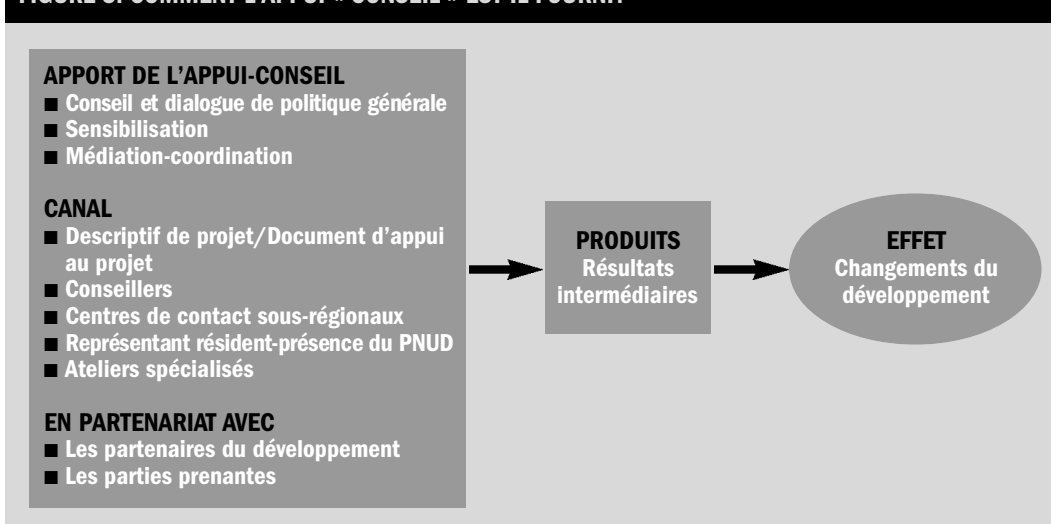 APPORT DE L'APPUI-CONSEIL
■ Conseil et dialogue de politique générale
■ Sensibilisation
■ Médiation-coordination
CANAL
■ Descriptif de projet/Document d'appui
au projet
■ Conseillers
■ Centres de contact sous-régionaux
■ Représentant résident-présence du PNUD
■ Ateliers spécialisés
EN PARTENARIAT AVEC
■ Les partenaires du développement
■ Les parties prenantes
PRODUITS
Résultats
intermédiaires
EFFET
Changements du
développement